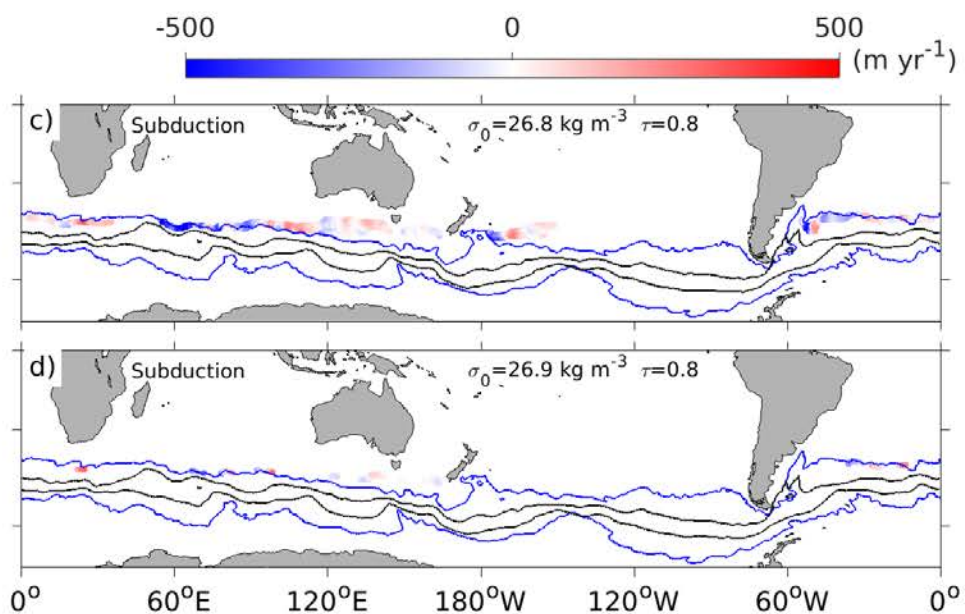 -500 0 500
(m yr⁻¹)
c) Subduction σ₀=26.8 kg m⁻³ τ=0.8
d) Subduction σ₀=26.9 kg m⁻³ τ=0.8
0° 60°E 120°E 180°W 120°W 60°W 0°